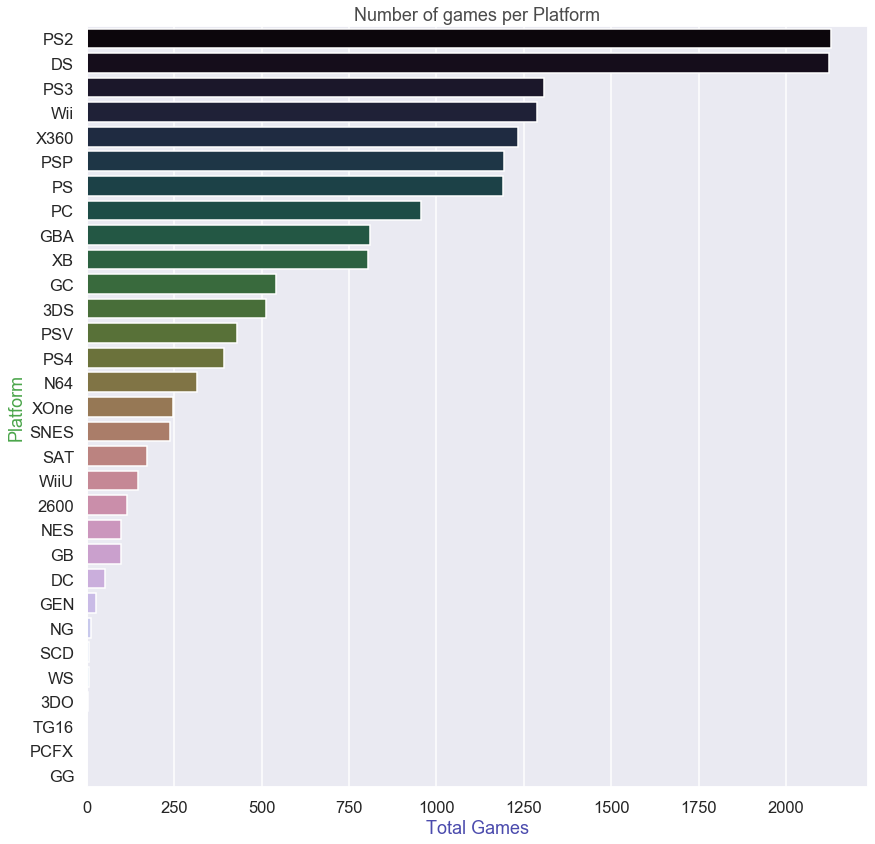 Number of games per Platform
PS2
DS
PS3
Wii
X360
PSP
PS
PC
GBA
XB
GC
3DS
PSV
PS4
N64
XOne
SNES
SAT
WiiU
2600
NES
GB
DC
GEN
NG
SCD
WS
3DO
TG16
PCFX
GG
Platform
0 250 500 750 1000 1250 1500 1750 2000
Total Games